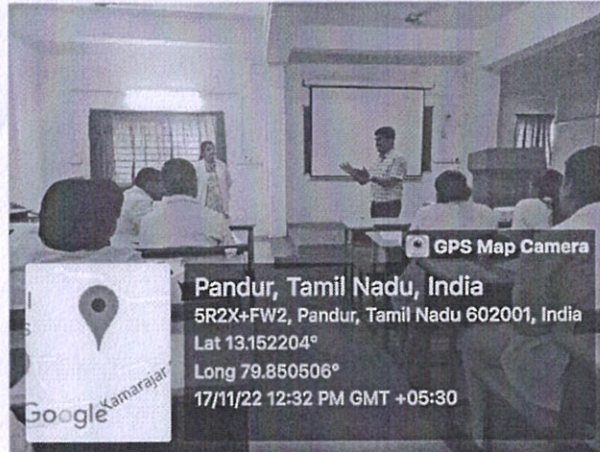 GPS Map Camera
Pandur, Tamil Nadu, India
5R2X+FW2, Pandur, Tamil Nadu 602001, India
Lat 13.152204°
Long 79.850506°
17/11/22 12:32 PM GMT +05:30
Kamarajar
Google